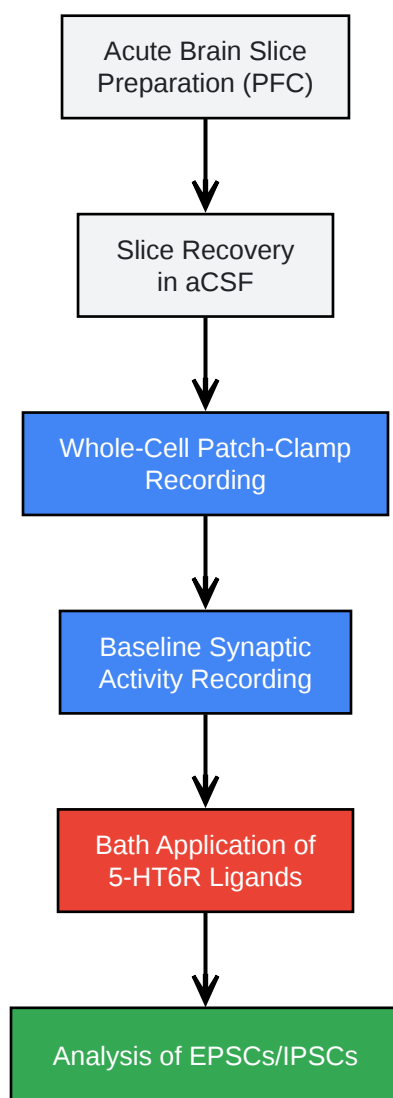 Acute Brain Slice
Preparation (PFC)
Slice Recovery
in aCSF
Whole-Cell Patch-Clamp
Recording
Baseline Synaptic
Activity Recording
Bath Application of
5-HT6R Ligands
Analysis of EPSCs/IPSCs